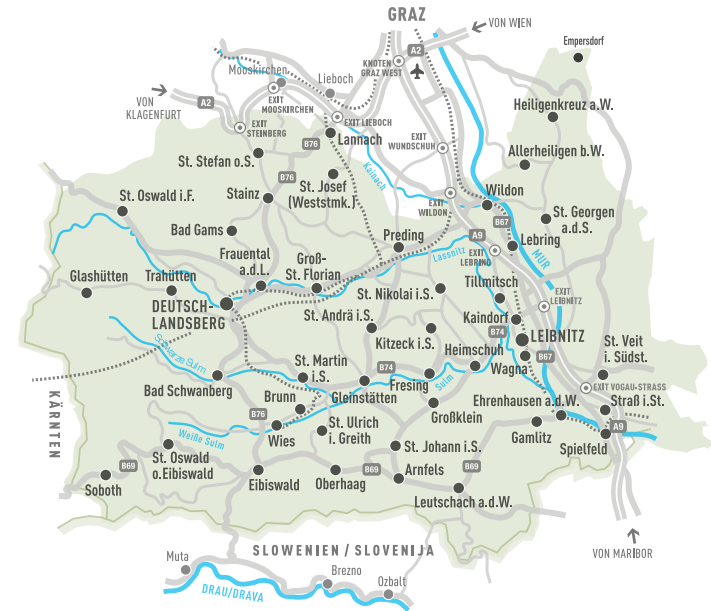 GRAZ
VON WIEN
A2
Empersdorf
KNOTEN
GRAZ WEST
Mooskirchen
Lieboch
VON
KLAGENFURT
A2
EXIT
MOOSKIRCHEN
EXIT LIEBOCH
EXIT
STEINBERG
Heiligenkreuz a.W.
B76
Lannach
EXIT
WUNDSCHUH
St. Stefan o.S.
Allerheiligen b.W.
Kainach
B76
Stainz
St. Josef
(Weststmk.)
St. Oswald i.F.
EXIT
WILDON
Wildon
B67
St. Georgen
a.d.S.
Bad Gams
Preding
A9
Lebring
MUR
Frauental
a.d.L.
Groß-
St. Florian
Lassnitz
EXIT
LEBRING
Glashütten
Trahütten
Tillmitsch
St. Nikolai i.S.
EXIT
LEIBNITZ
DEUTSCH-
LANDSBERG
St. Andrä i.S.
Kaindorf
Kitzeck i.S.
B74
LEIBNITZ
Schwarze Sulm
St. Martin
i.S.
B74
Heimschuh
Wagna
B67
St. Veit
i. Südst.
Bad Schwanberg
Brunn
Gleinstätten
Fresing
Sulm
EXIT VOGAU-STRASS
KÄRNTEN
B76
Großklein
Ehrenhausen a.d.W.
Straß i.St.
Weiße Sulm
Wies
St. Ulrich
i. Greith
Gamlitz
A9
Spielfeld
St. Oswald
o.Eibiswald
St. Johann i.S.
B69
B69
B69
Soboth
Eibiswald
Oberhaag
Arnfels
Leutschach a.d.W.
SLOWENIEN / SLOVENIJA
VON MARIBOR
Muta
Brezno
Ozbalt
DRAU/DRAVA